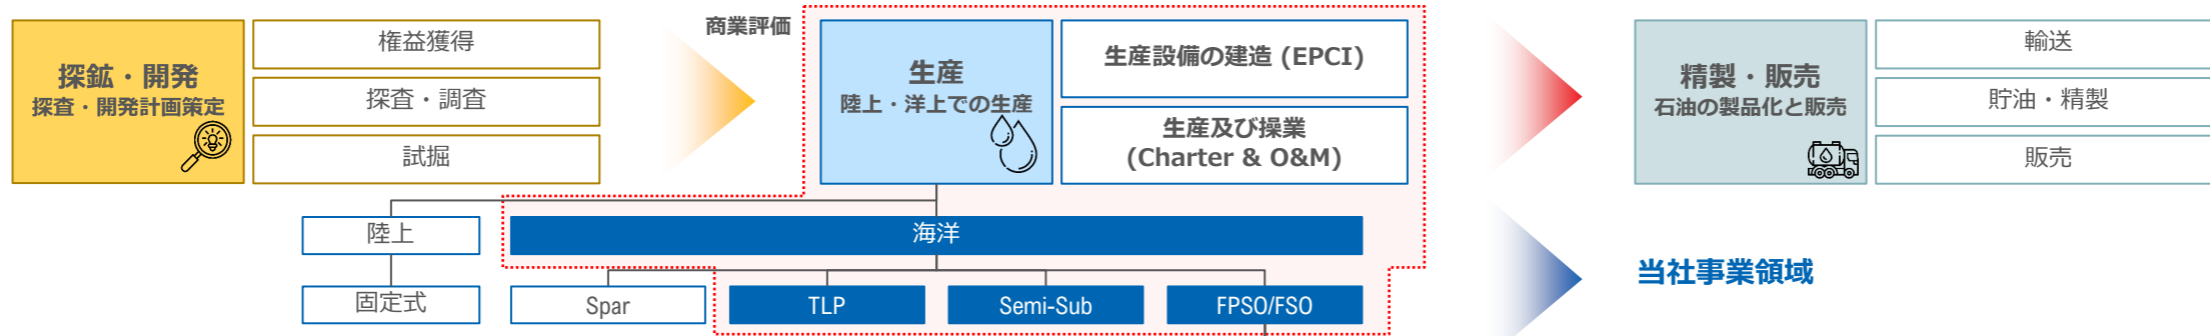 探鉱・開発
探査・開発計画策定
権益獲得
探査・調査
試掘
商業評価
生産
陸上・洋上での生産
生産設備の建造 (EPCI)
生産及び操業
(Charter & O&M)
精製・販売
石油の製品化と販売
輸送
貯油・精製
販売
陸上
海洋
固定式
Spar
TLP
Semi-Sub
FPSO/FSO
当社事業領域